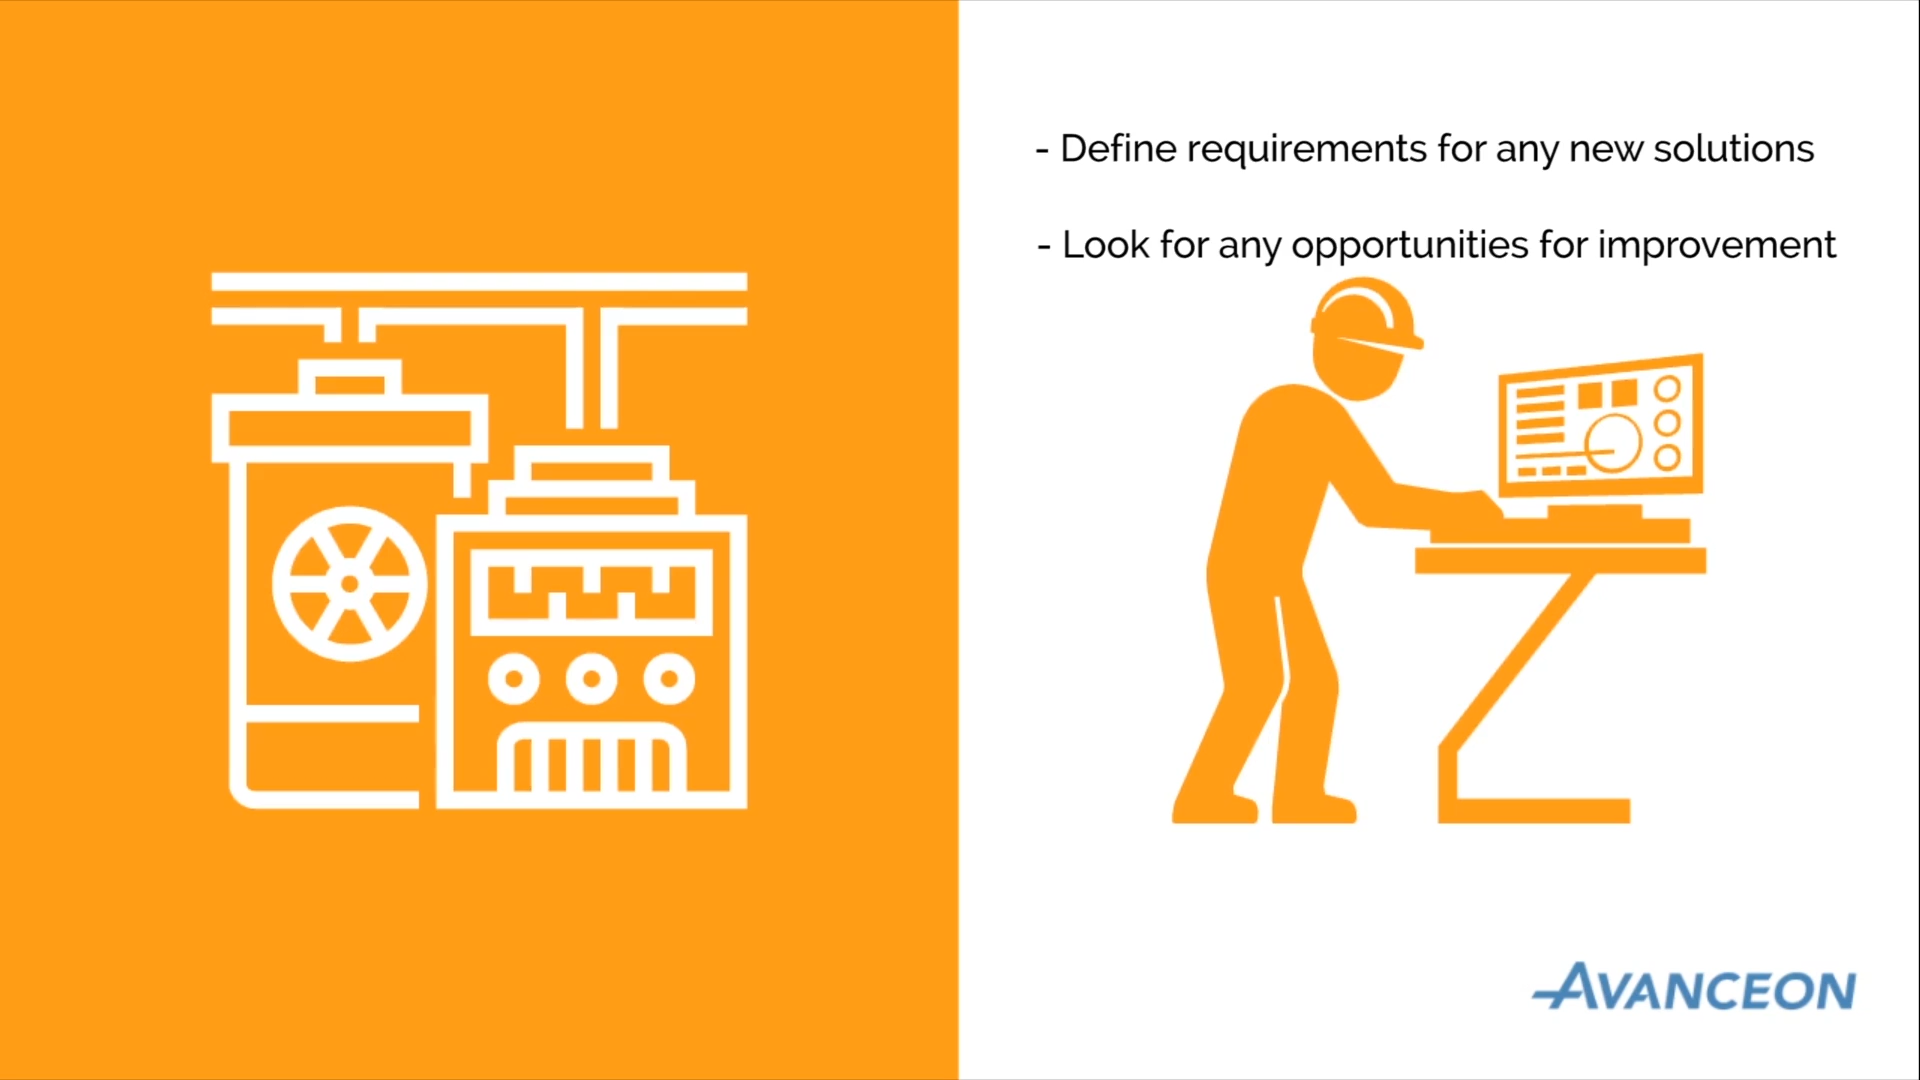 - Define requirements for any new solutions
- Look for any opportunities for improvement
AVANCEON